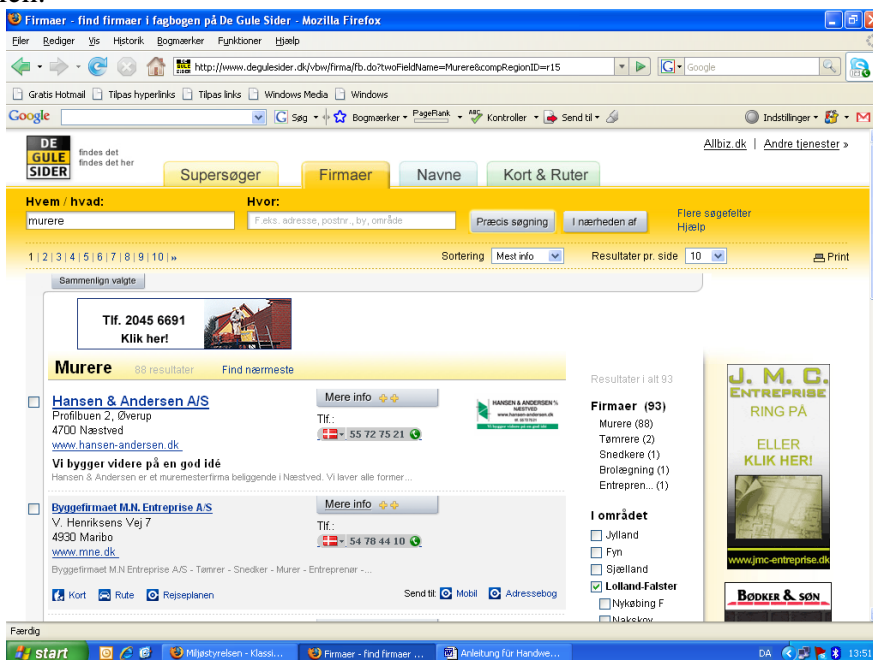 Firmaer - find firmaer i fagbogen på De Gule Sider - Mozilla Firefox
Filer Rediger Vis Historik Bogmærker Funktioner Hjælp
http://www.degulesider.dk/vbw/firma/fb.do?twoFieldName=Murere&compRegionID=r15
Google
Gratis Hotmail Tilpas hyperlinks Tilpas links Windows Media Windows
Google Søg Bogmærker PageRank Kontroller Send til Indstillinger
DE GULE SIDER
findes det
findes det her
Allbiz.dk | Andre tjenester »
Supersøger Firmaer Navne Kort & Ruter
Hvem / hvad: Hvor:
murere F.eks. adresse, postnr., by, område Præcis søgning I nærheden af
Flere søgefelter
Hjælp
1 | 2 | 3 | 4 | 5 | 6 | 7 | 8 | 9 | 10 | »
Sortering Mest info Resultater pr. side 10 Print
Sammenlign valgte
Tlf. 2045 6691
Klik her!
Murere 88 resultater Find nærmeste
Hansen & Andersen A/S
Mere info
Profilbuen 2, Øverup
Tlf.:
4700 Næstved
55 72 75 21
www.hansen-andersen.dk
HANSEN & ANDERSEN
NÆSTVED
www.hansen-andersen.dk
Vi bygger videre på en god idé
Hansen & Andersen er et muremesterfirma beliggende i Næstved. Vi laver alle former...
Byggefirmaet M.N. Entreprise A/S
Mere info
V. Henriksens Vej 7
Tlf.:
4930 Maribo
54 78 44 10
www.mne.dk
Byggefirmaet M.N Entreprise A/S - Tømrer - Snedker - Murer - Entreprenør -...
Kort Rute Rejseplanen
Send til: Mobil Adressebog
Resultater i alt 93
Firmaer (93)
Murere (88)
Tømrere (2)
Snedkere (1)
Brolægning (1)
Entrepren... (1)
I området
Jylland
Fyn
Sjælland
Lolland-Falster
Nykøbing F
Nakskov
J. M. C.
ENTREPRISE
RING PÅ
ELLER
KLIK HER!
www.jmc-entreprise.dk
BØDKER & SØN
Færdig
start Miljøstyrelsen - Klassi... Firmaer - find firmaer ... Anleitung für Handwe... DA 13:51